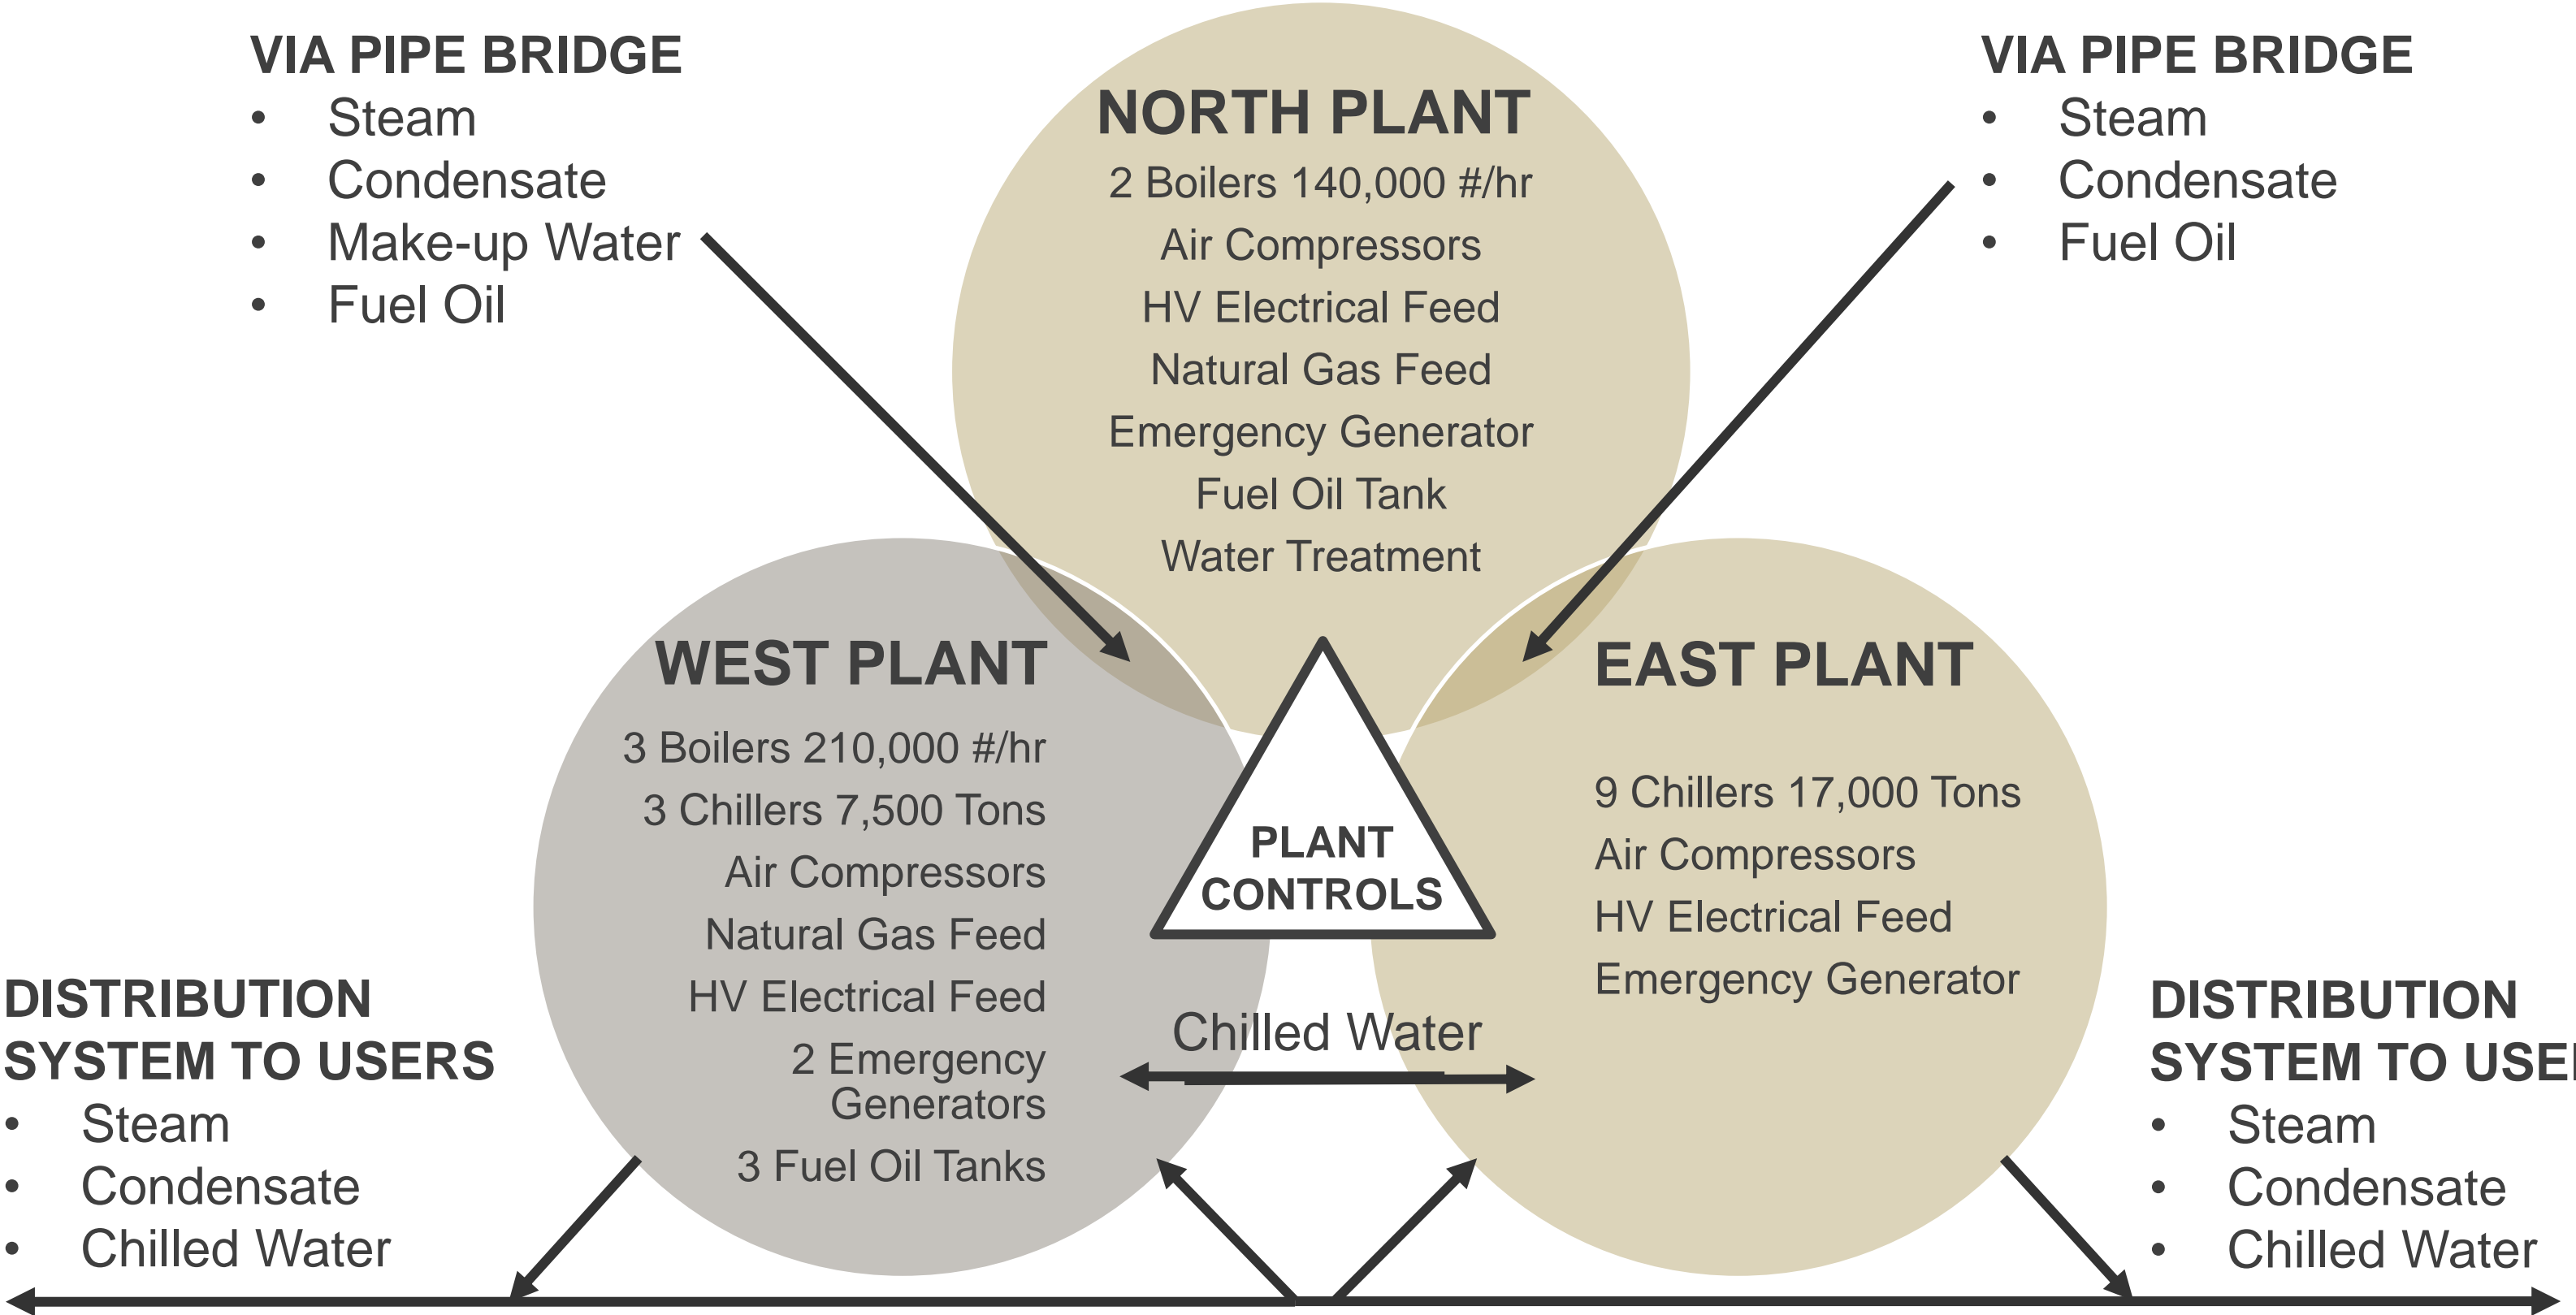 VIA PIPE BRIDGE
• Steam
• Condensate
• Make-up Water
• Fuel Oil
NORTH PLANT
2 Boilers 140,000 #/hr
Air Compressors
HV Electrical Feed
Natural Gas Feed
Emergency Generator
Fuel Oil Tank
Water Treatment
VIA PIPE BRIDGE
• Steam
• Condensate
• Fuel Oil
WEST PLANT
3 Boilers 210,000 #/hr
3 Chillers 7,500 Tons
Air Compressors
Natural Gas Feed
HV Electrical Feed
2 Emergency
Generators
3 Fuel Oil Tanks
PLANT
CONTROLS
Chilled Water
EAST PLANT
9 Chillers 17,000 Tons
Air Compressors
HV Electrical Feed
Emergency Generator
DISTRIBUTION
SYSTEM TO USERS
• Steam
• Condensate
• Chilled Water
DISTRIBUTION
SYSTEM TO
• Steam
• Condensate
• Chilled Water